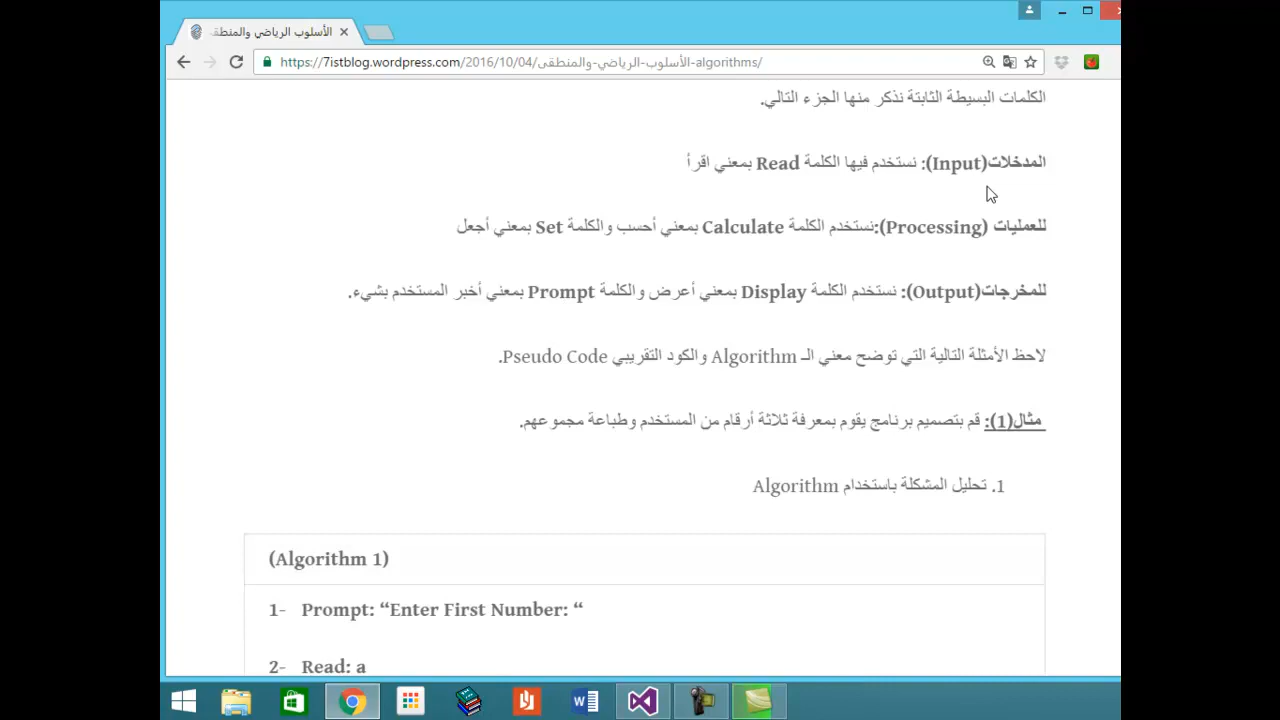 الأسلوب الرياضي والمنطق
https://7istblog.wordpress.com/2016/10/04/الأسلوب-الرياضي-والمنطقى-algorithms/
الكلمات البسيطة الثابتة نذكر منها الجزء التالي.
المدخلات(Input): نستخدم فيها الكلمة Read بمعني اقرأ
للعمليات (Processing):نستخدم الكلمة Calculate بمعني أحسب والكلمة Set بمعني أجعل
للمخرجات(Output): نستخدم الكلمة Display بمعني أعرض والكلمة Prompt بمعني أخبر المستخدم بشيء.
لاحظ الأمثلة التالية التي توضح معني الـ Algorithm والكود التقريبي Pseudo Code.
مثال(1): قم بتصميم برنامج يقوم بمعرفة ثلاثة أرقام من المستخدم وطباعة مجموعهم.
1. تحليل المشكلة باستخدام Algorithm
(Algorithm 1)
1- Prompt: “Enter First Number: “
2- Read: a